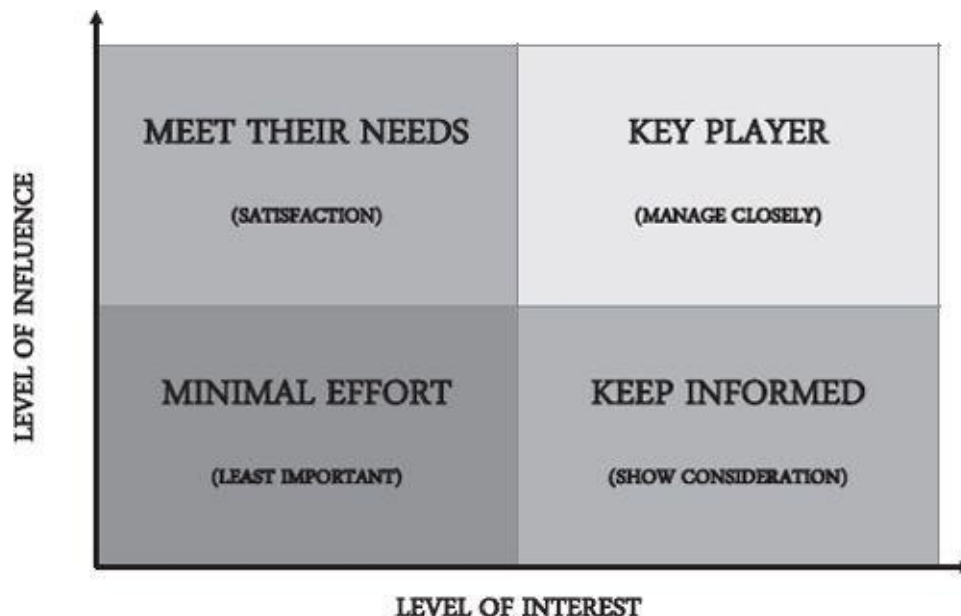 MEET THEIR NEEDS
(SATISFACTION)
KEY PLAYER
(MANAGE CLOSELY)
MINIMAL EFFORT
(LEAST IMPORTANT)
KEEP INFORMED
(SHOW CONSIDERATION)
LEVEL OF INFLUENCE
LEVEL OF INTEREST